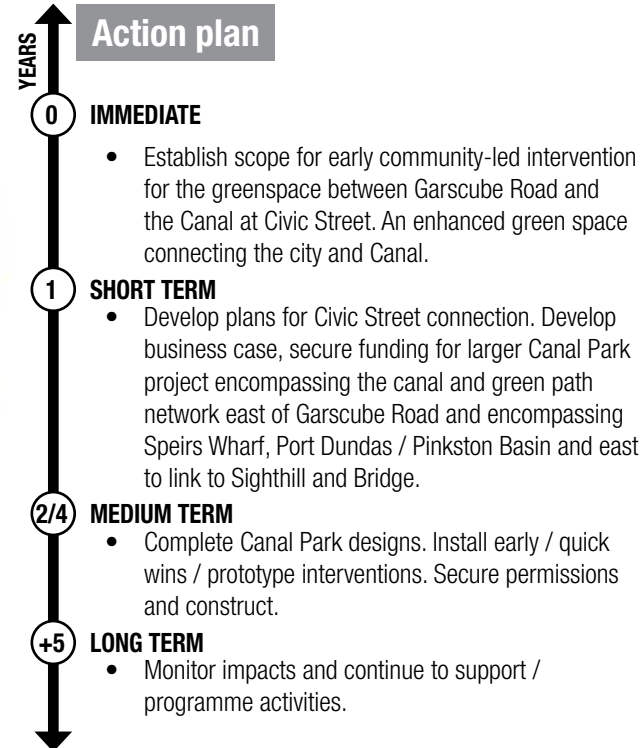 YEARS
Action plan
0 IMMEDIATE
• Establish scope for early community-led intervention
for the greenspace between Garscube Road and
the Canal at Civic Street. An enhanced green space
connecting the city and Canal.
1 SHORT TERM
• Develop plans for Civic Street connection. Develop
business case, secure funding for larger Canal Park
project encompassing the canal and green path
network east of Garscube Road and encompassing
Speirs Wharf, Port Dundas / Pinkston Basin and east
to link to Sighthill and Bridge.
2/4 MEDIUM TERM
• Complete Canal Park designs. Install early / quick
wins / prototype interventions. Secure permissions
and construct.
+5 LONG TERM
• Monitor impacts and continue to support /
programme activities.